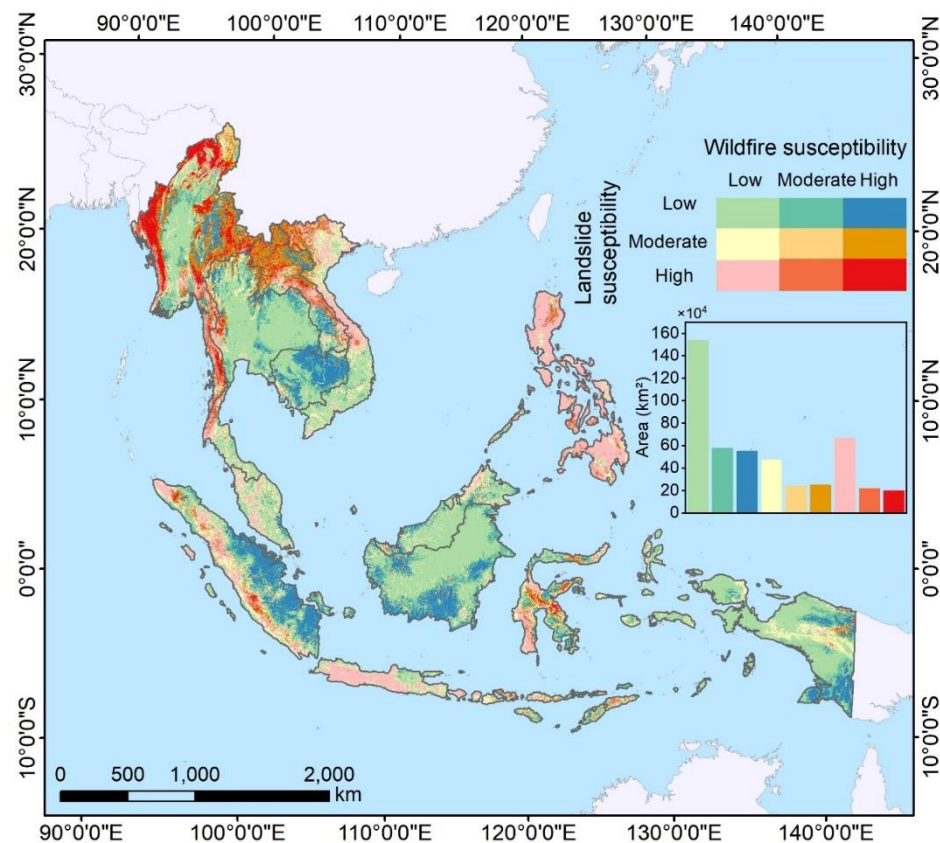 90°0'0"E 100°0'0"E 110°0'0"E 120°0'0"E 130°0'0"E 140°0'0"E
30°0'0"N
30°0'0"N
20°0'0"N
20°0'0"N
10°0'0"N
10°0'0"N
0°0'0"
0°0'0"
10°0'0"S
10°0'0"S
Wildfire susceptibility
Low Moderate High
Landslide
susceptibility
Low
Moderate
High
×10⁴
Area (km²)
160
140
120
100
80
60
40
20
0
0 500 1,000 2,000
km
90°0'0"E 100°0'0"E 110°0'0"E 120°0'0"E 130°0'0"E 140°0'0"E